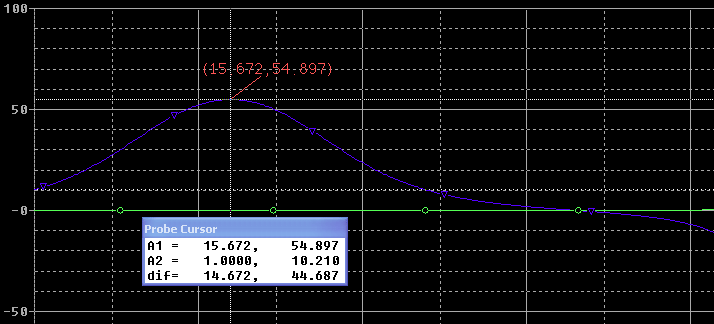 100
(15.672,54.897)
50
-0
Probe Cursor
A1 = 15.672, 54.897
A2 = 1.0000, 10.210
dif= 14.672, 44.687
-50